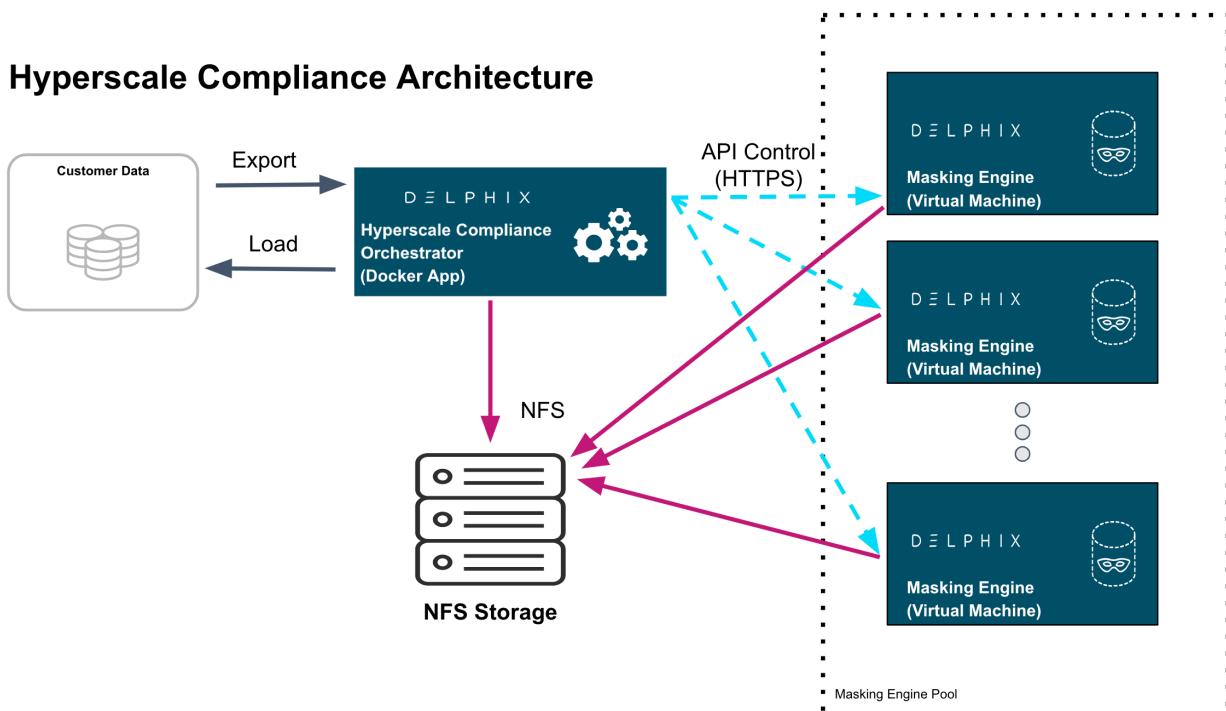 Hyperscale Compliance Architecture
Customer Data
Export
Load
DELPHIX
Hyperscale Compliance
Orchestrator
(Docker App)
API Control
(HTTPS)
DELPHIX
Masking Engine
(Virtual Machine)
DELPHIX
Masking Engine
(Virtual Machine)
DELPHIX
Masking Engine
(Virtual Machine)
NFS
NFS Storage
Masking Engine Pool